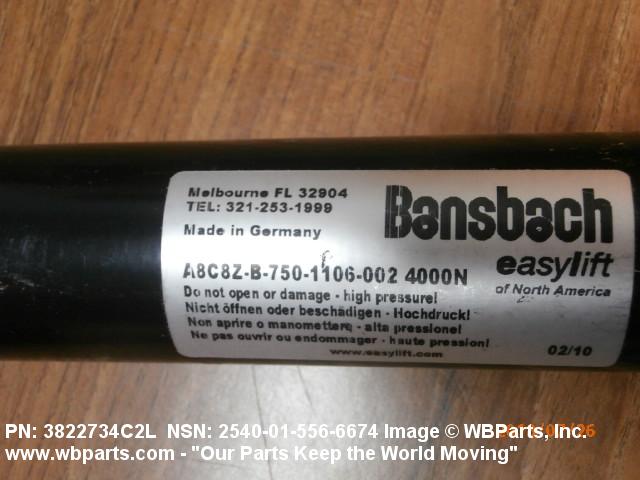 Melbourne FL 32904
TEL: 321-253-1999
Made in Germany
Bansbach
easylift
of North America
A8C8Z-B-750-1106-002 4000N
Do not open or damage - high pressure!
Nicht öffnen oder beschädigen - Hochdruck!
Non aprire o manometterq - alta pressione!
Ne pas ouvrir ou endommager - haute pression!
www.easylift.com
02/10
PN: 3822734C2L NSN: 2540-01-556-6674 Image © WBParts, Inc.
www.wbparts.com - "Our Parts Keep the World Moving"